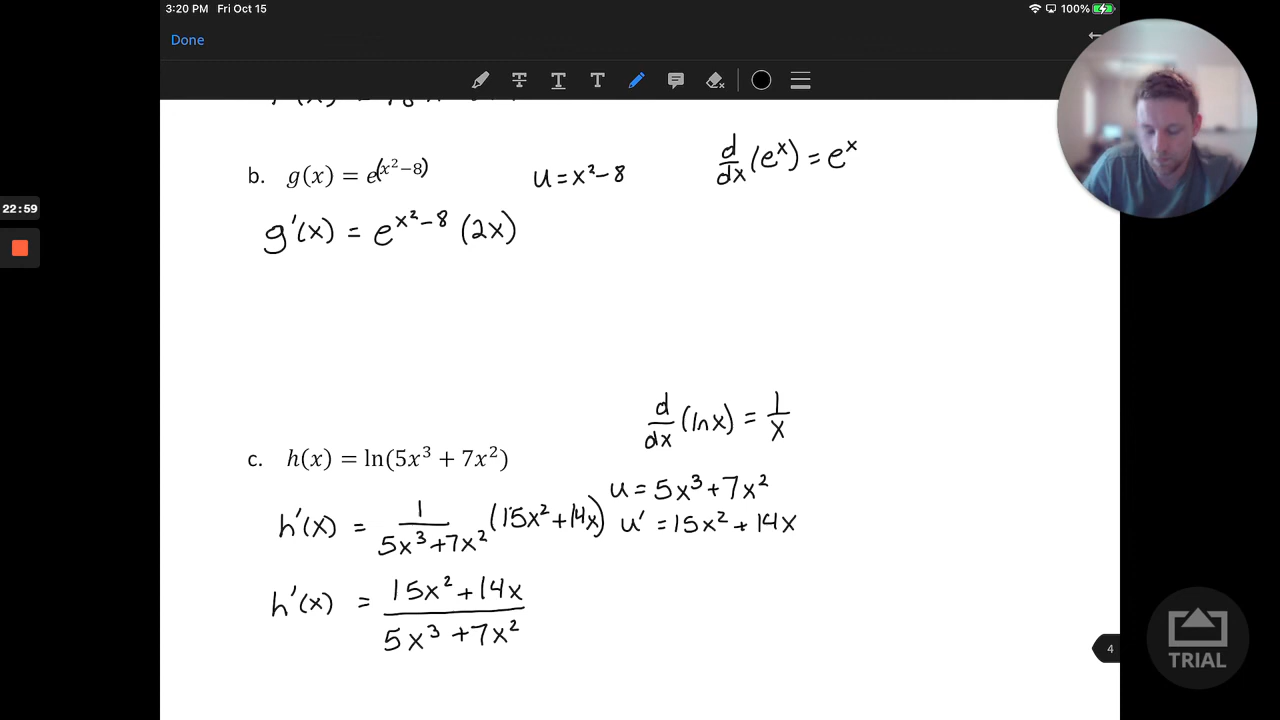 3:20 PM Fri Oct 15
100%
Done
b. g(x) = e^(x²−8)
u = x²−8
d/dx (e^x) = e^x
22:59
g'(x) = e^x²−8 (2x)
d/dx (ln x) = 1/x
c. h(x) = ln(5x³ + 7x²)
u = 5x³+7x²
h'(x) = 1/5x³+7x² (15x²+14x)
u' = 15x²+14x
h'(x) = 15x²+14x/5x³+7x²
4
TRIAL